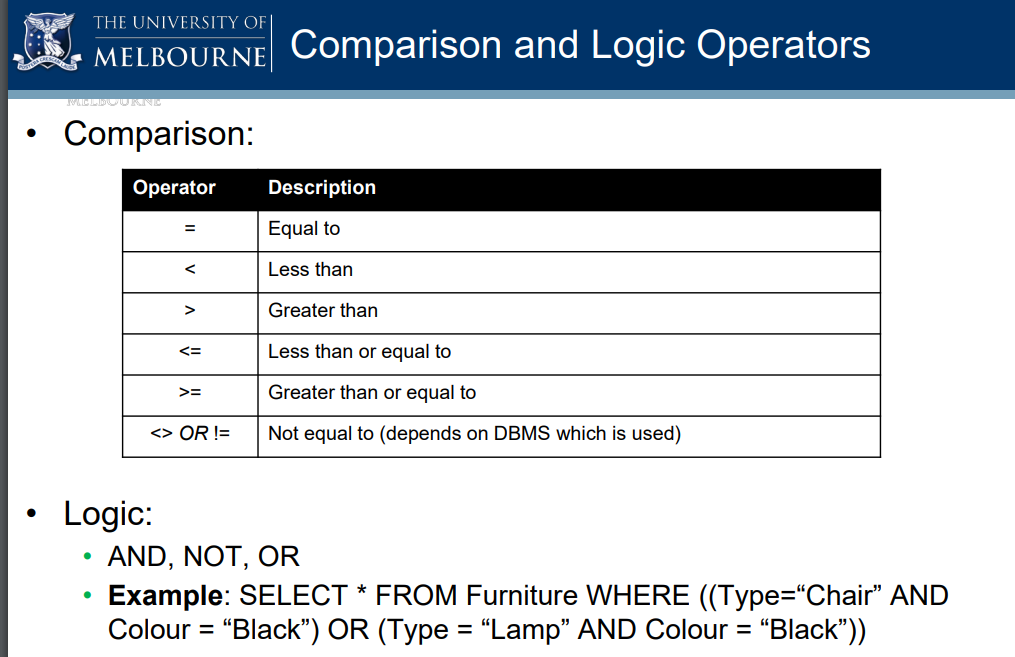 THE UNIVERSITY OF
MELBOURNE
Comparison and Logic Operators
MELBOURNE
• Comparison:
Operator Description
= Equal to
< Less than
> Greater than
<= Less than or equal to
>= Greater than or equal to
<> OR != Not equal to (depends on DBMS which is used)
• Logic:
• AND, NOT, OR
• Example: SELECT * FROM Furniture WHERE ((Type=“Chair” AND
Colour = “Black”) OR (Type = “Lamp” AND Colour = “Black”))